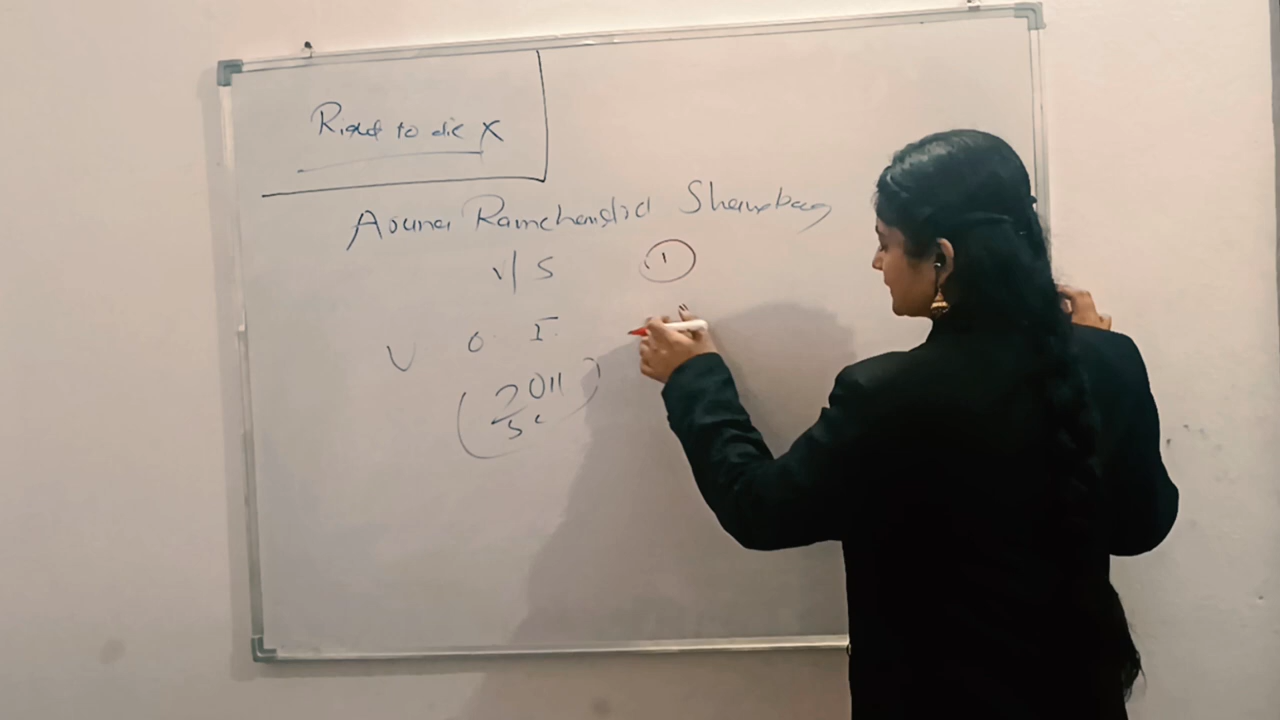 Right to die X
Aruna Ramchandra Shanbaug
v/s
1
U O. I.
(2011
SC)